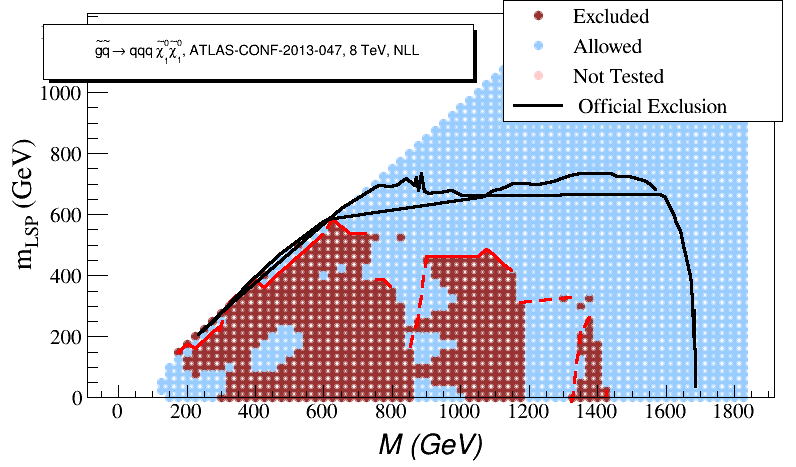 g̃q̃ → qqq χ̃⁰₁χ̃⁰₁, ATLAS-CONF-2013-047, 8 TeV, NLL
Excluded
Allowed
Not Tested
Official Exclusion
m_LSP (GeV)
1000
800
600
400
200
0
0 200 400 600 800 1000 1200 1400 1600 1800
M (GeV)